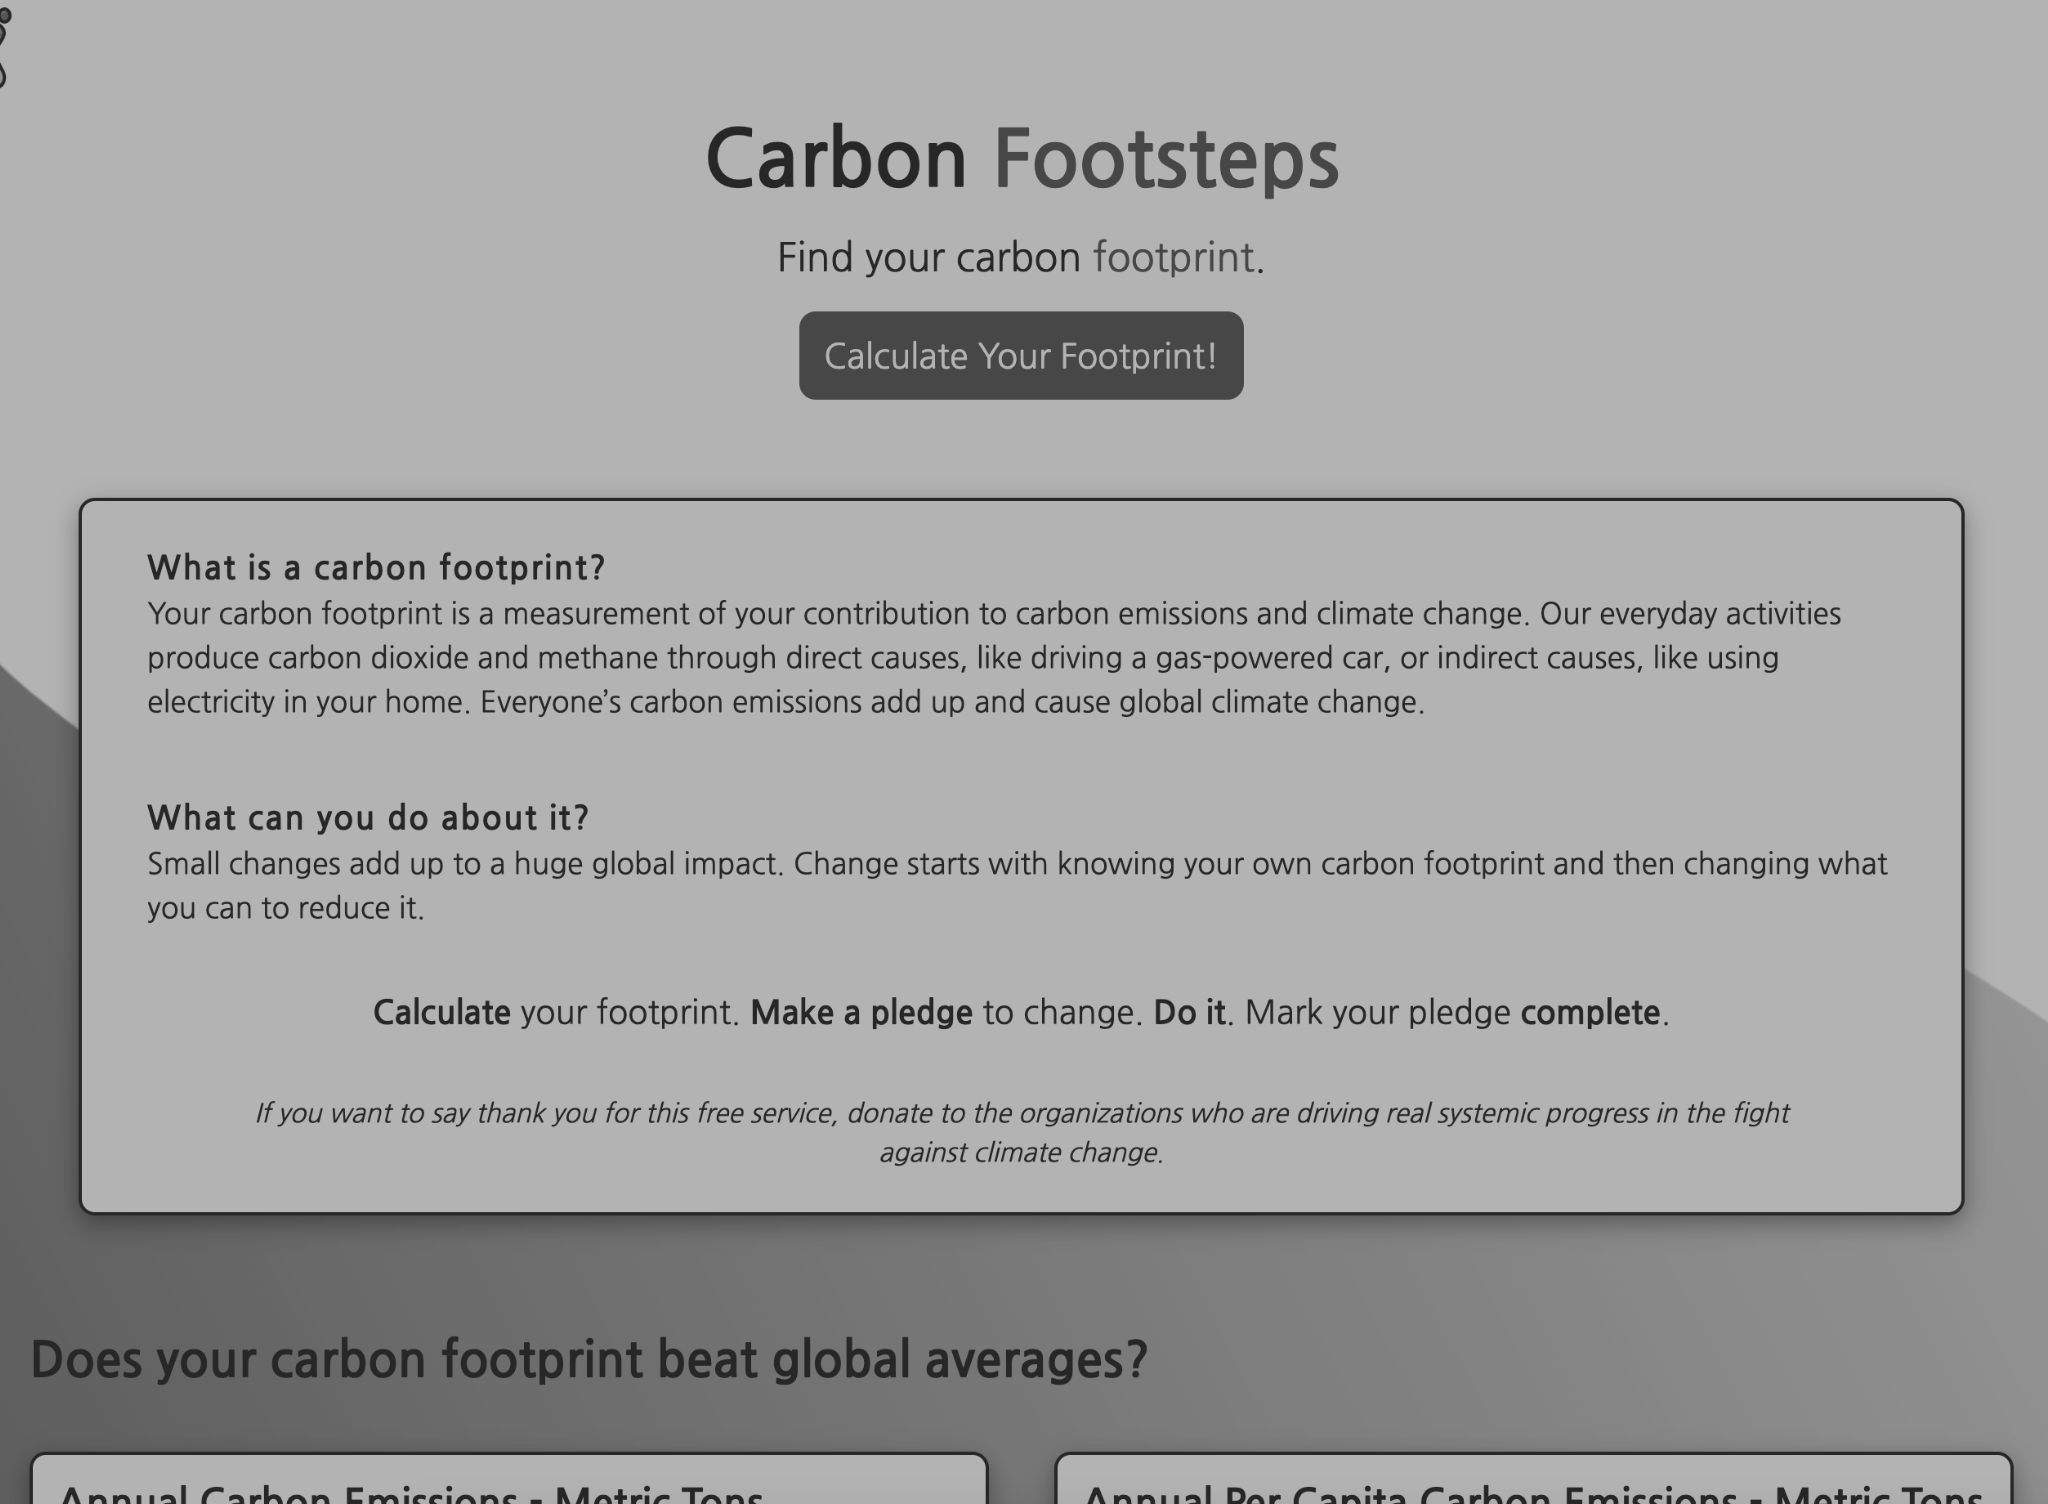 Carbon Footsteps
Find your carbon footprint.
Calculate Your Footprint!
What is a carbon footprint?
Your carbon footprint is a measurement of your contribution to carbon emissions and climate change. Our everyday activities
produce carbon dioxide and methane through direct causes, like driving a gas-powered car, or indirect causes, like using
electricity in your home. Everyone’s carbon emissions add up and cause global climate change.
What can you do about it?
Small changes add up to a huge global impact. Change starts with knowing your own carbon footprint and then changing what
you can to reduce it.
Calculate your footprint. Make a pledge to change. Do it. Mark your pledge complete.
If you want to say thank you for this free service, donate to the organizations who are driving real systemic progress in the fight
against climate change.
Does your carbon footprint beat global averages?
Annual Carbon Emissions - Metric Tons
Annual Per Capita Carbon Emissions - Metric Tons